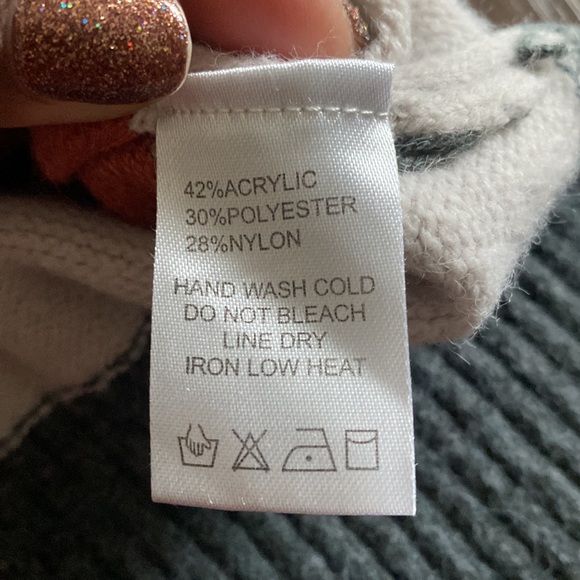 42%ACRYLIC
30%POLYESTER
28%NYLON
HAND WASH COLD
DO NOT BLEACH
LINE DRY
IRON LOW HEAT